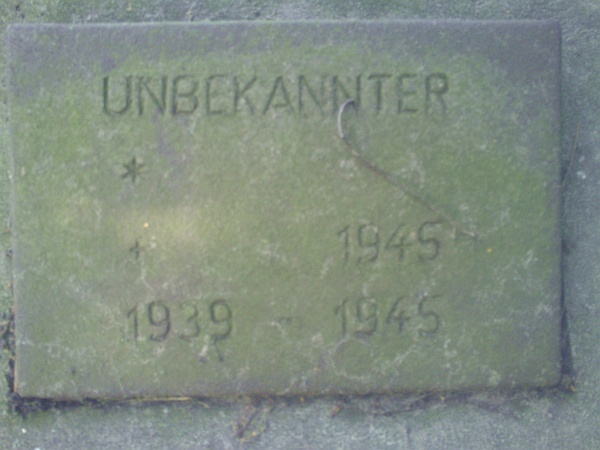 UNBEKANNTER
*
+ 1945
1939 - 1945